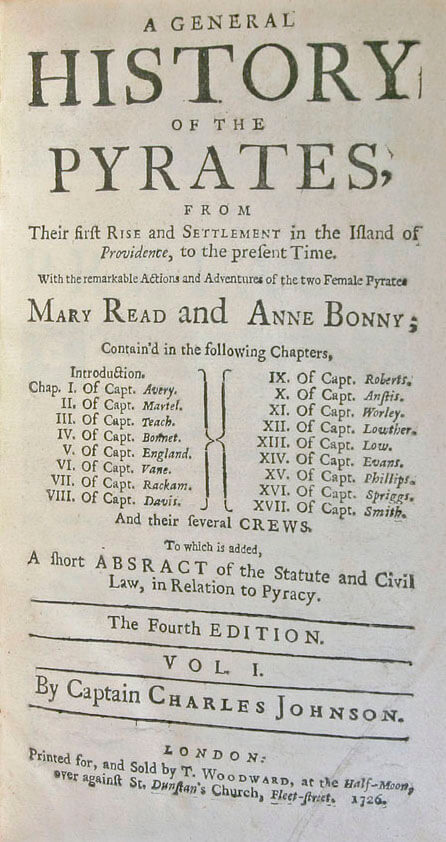 A GENERAL
HISTORY
OF THE
PYRATES,
FROM
Their firſt RISE and SETTLEMENT in the Iſland of
Providence, to the preſent Time.
With the remarkable Actions and Adventures of the two Female Pyrates
MARY READ and ANNE BONNY;
Contain'd in the following Chapters,
Introduction.
Chap. I. Of Capt. Avery.
II. Of Capt. Martel.
III. Of Capt. Teach.
IV. Of Capt. Bonnet.
V. Of Capt. England.
VI. Of Capt. Vane.
VII. Of Capt. Rackam.
VIII. Of Capt. Davis.
IX. Of Capt. Roberts.
X. Of Capt. Anſtis.
XI. Of Capt. Worley.
XII. Of Capt. Lowther.
XIII. Of Capt. Low.
XIV. Of Capt. Evans.
XV. Of Capt. Phillips.
XVI. Of Capt. Spriggs.
XVII. Of Capt. Smith.
And their ſeveral CREWS.
To which is added,
A ſhort ABSRACT of the Statute and Civil
Law, in Relation to Pyracy.
The Fourth EDITION.
VOL. I.
By Captain CHARLES JOHNSON.
LONDON:
Printed for, and Sold by T. WOODWARD, at the Half-Moon,
over againſt St. Dunſtan's Church, Fleet-ſtreet. 1726.